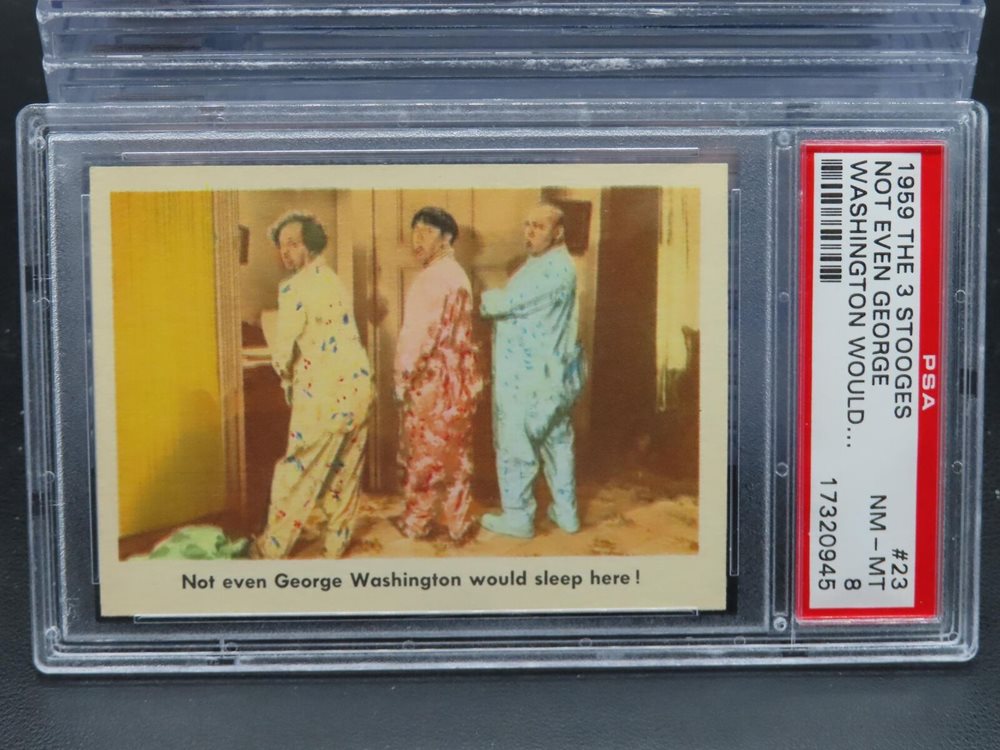 Not even George Washington would sleep here!
PSA
1959 THE 3 STOOGES #23
NOT EVEN GEORGE NM - MT
WASHINGTON WOULD... 8
17320945